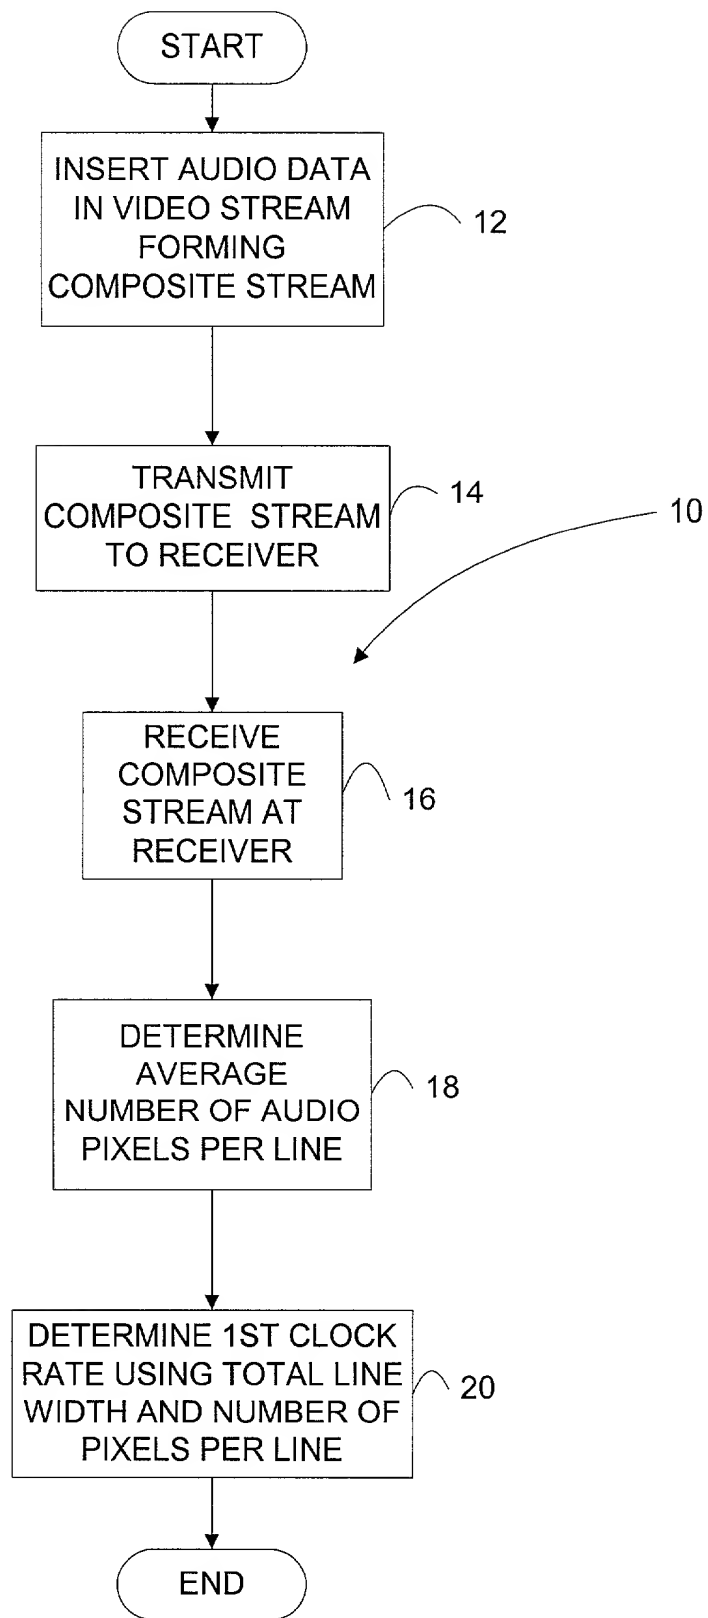 START
INSERT AUDIO DATA
IN VIDEO STREAM
FORMING
COMPOSITE STREAM
12
TRANSMIT
COMPOSITE STREAM
TO RECEIVER
14
10
RECEIVE
COMPOSITE
STREAM AT
RECEIVER
16
DETERMINE
AVERAGE
NUMBER OF AUDIO
PIXELS PER LINE
18
DETERMINE 1ST CLOCK
RATE USING TOTAL LINE
WIDTH AND NUMBER OF
PIXELS PER LINE
20
END